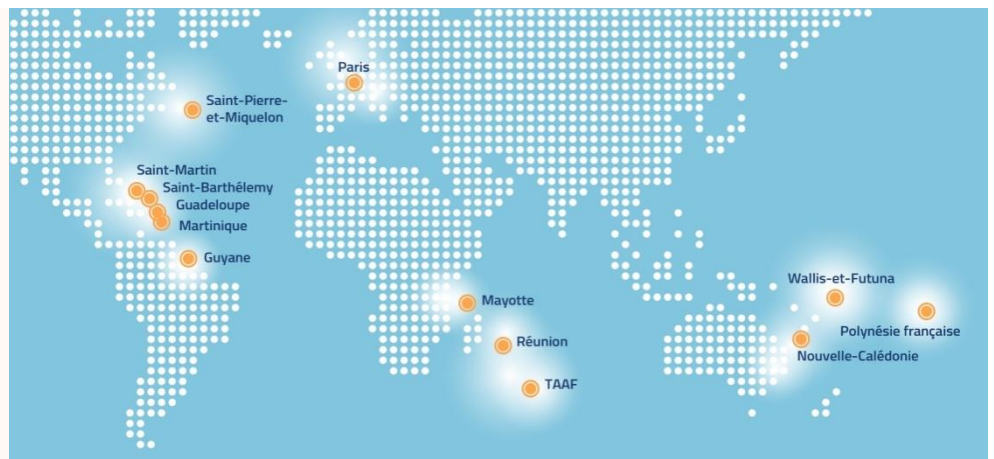 Paris
Saint-Pierre-
et-Miquelon
Saint-Martin
Saint-Barthélemy
Guadeloupe
Martinique
Guyane
Mayotte
Réunion
TAAF
Wallis-et-Futuna
Polynésie française
Nouvelle-Calédonie